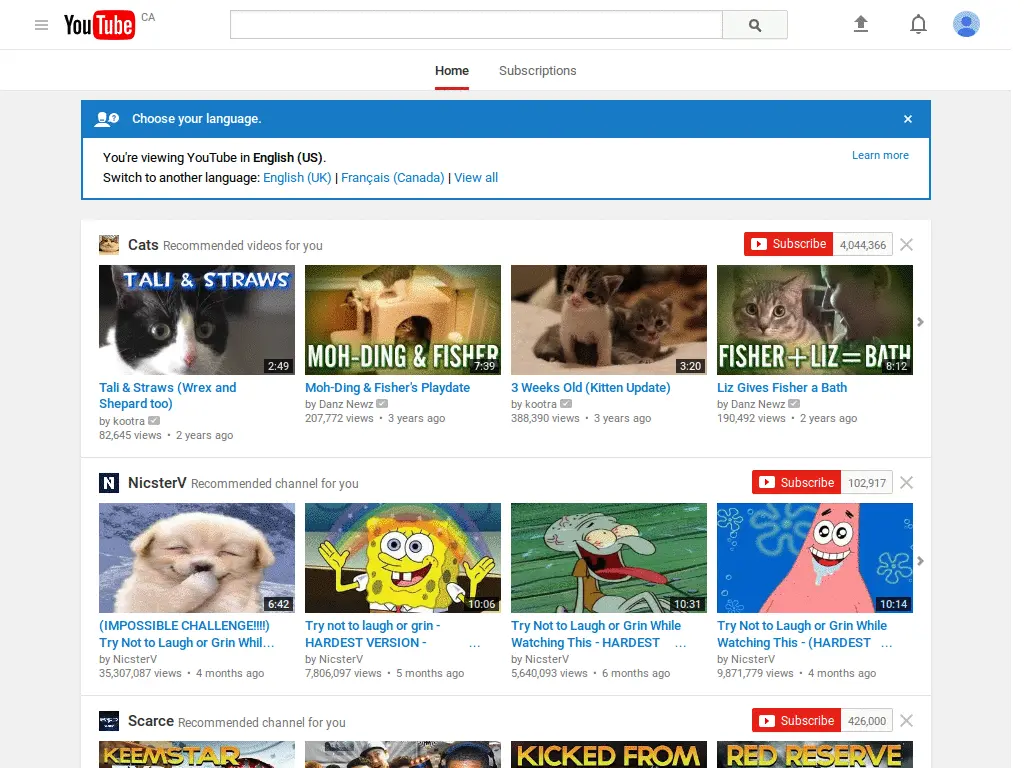 YouTube CA
Home Subscriptions
Choose your language. ×
You're viewing YouTube in English (US). Learn more
Switch to another language: English (UK) | Français (Canada) | View all
Cats Recommended videos for you Subscribe 4,044,366
TALI & STRAWS
MOH-DING & FISHER
FISHER+LIZ=BATH
2:49 7:39 3:20 8:12
Tali & Straws (Wrex and Shepard too)
by kootra
82,645 views • 2 years ago
Moh-Ding & Fisher's Playdate
by Danz Newz
207,772 views • 3 years ago
3 Weeks Old (Kitten Update)
by kootra
388,390 views • 3 years ago
Liz Gives Fisher a Bath
by Danz Newz
190,492 views • 2 years ago
N NicsterV Recommended channel for you Subscribe 102,917
6:42 10:06 10:31 10:14
(IMPOSSIBLE CHALLENGE!!!!)
Try Not to Laugh or Grin Whil...
by NicsterV
35,307,087 views • 4 months ago
Try not to laugh or grin -
HARDEST VERSION - ...
by NicsterV
7,806,097 views • 5 months ago
Try Not to Laugh or Grin While
Watching This - HARDEST ...
by NicsterV
5,640,093 views • 6 months ago
Try Not to Laugh or Grin While
Watching This - (HARDEST ...
by NicsterV
9,871,779 views • 4 months ago
Scarce Recommended channel for you Subscribe 426,000
KEEMSTAR
KICKED FROM
RED RESERVE